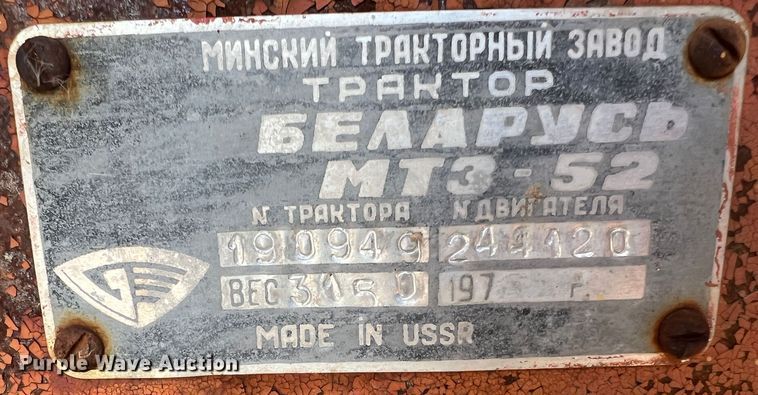 МИНСКИЙ ТРАКТОРНЫЙ ЗАВОД
ТРАКТОР
БЕЛАРУСЬ
МТЗ-52
N ТРАКТОРА N ДВИГАТЕЛЯ
190949 244120
ВЕС 197 г.
MADE IN USSR
Purple Wave Auction